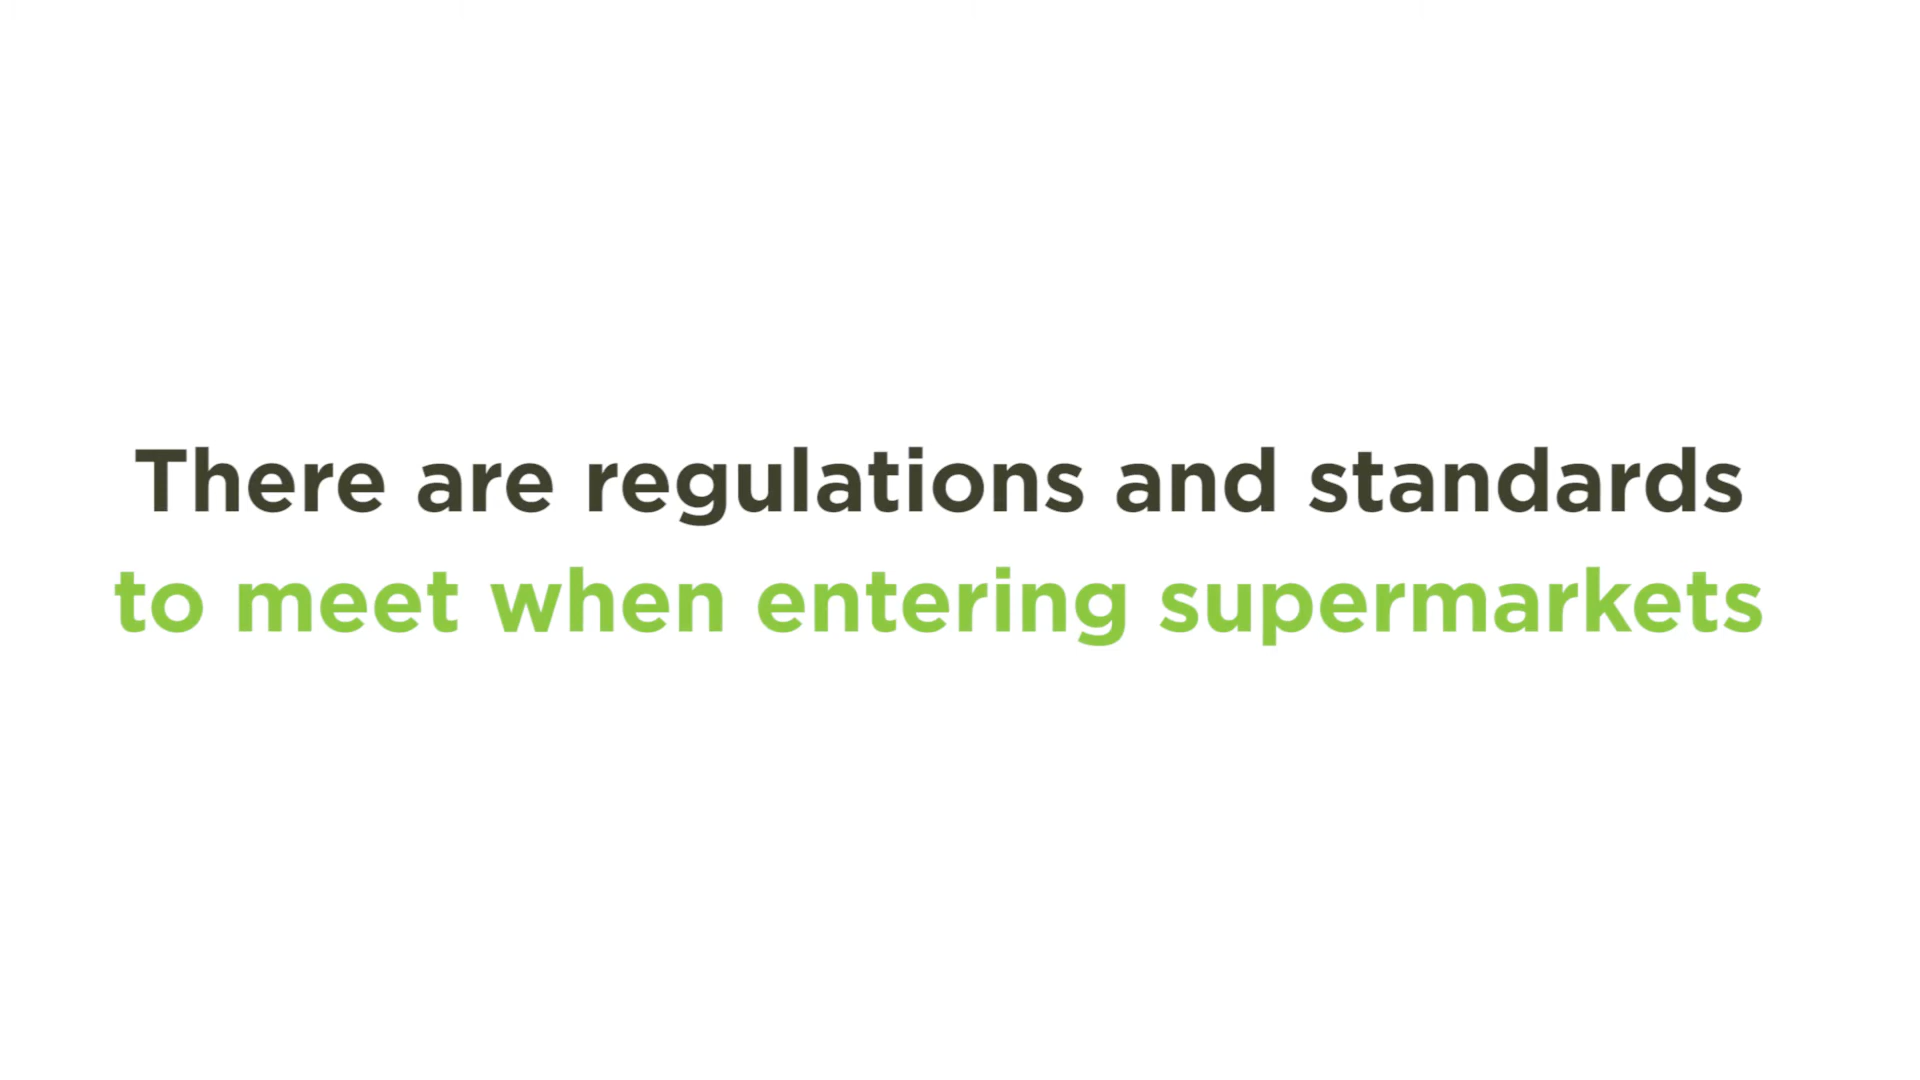 There are regulations and standards
to meet when entering supermarkets